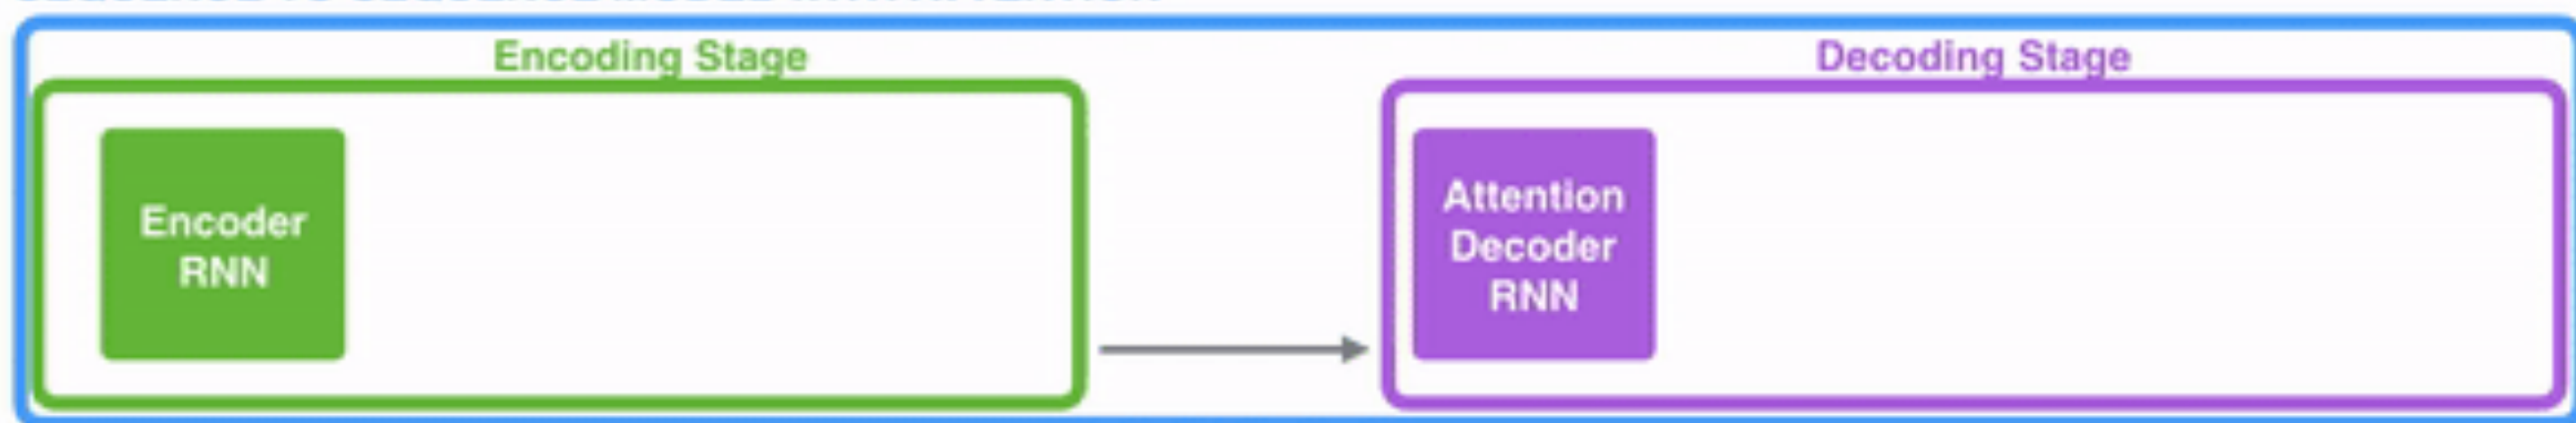 Encoding Stage
Decoding Stage
Encoder
RNN
Attention
Decoder
RNN